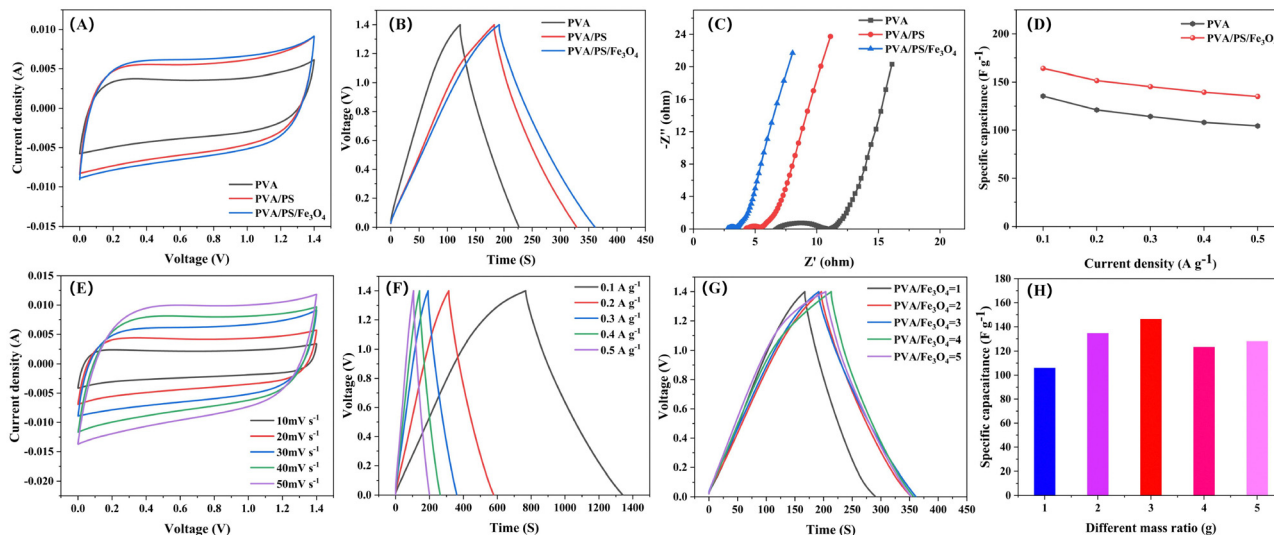 (A)
0.010
0.005
0.000
-0.005
-0.010
-0.015
Current density (A)
PVA
PVA/PS
PVA/PS/Fe₃O₄
0.0 0.2 0.4 0.6 0.8 1.0 1.2 1.4
Voltage (V)
(B)
1.4
1.2
1.0
0.8
0.6
0.4
0.2
0.0
Voltage (V)
PVA
PVA/PS
PVA/PS/Fe₃O₄
0 50 100 150 200 250 300 350 400 450
Time (S)
(C)
24
20
16
12
8
4
0
-Z'' (ohm)
PVA
PVA/PS
PVA/PS/Fe₃O₄
0 5 10 15 20
Z' (ohm)
(D)
200
150
100
50
0
Specific capacitance (F g⁻¹)
PVA
PVA/PS/Fe₃O
0.1 0.2 0.3 0.4 0.5
Current density (A g⁻¹)
(E)
0.015
0.010
0.005
0.000
-0.005
-0.010
-0.015
-0.020
Current density (A)
10mV s⁻¹
20mV s⁻¹
30mV s⁻¹
40mV s⁻¹
50mV s⁻¹
0.0 0.2 0.4 0.6 0.8 1.0 1.2 1.4
Voltage (V)
(F)
1.4
1.2
1.0
0.8
0.6
0.4
0.2
0.0
Voltage (V)
0.1 A g⁻¹
0.2 A g⁻¹
0.3 A g⁻¹
0.4 A g⁻¹
0.5 A g⁻¹
0 200 400 600 800 1000 1200 1400
Time (S)
(G)
1.6
1.4
1.2
1.0
0.8
0.6
0.4
0.0
Voltage (V)
PVA/Fe₃O₄=1
PVA/Fe₃O₄=2
PVA/Fe₃O₄=3
PVA/Fe₃O₄=4
PVA/Fe₃O₄=5
0 50 100 150 200 250 300 350 400 450
Time (S)
(H)
180
160
140
120
100
80
60
40
20
0
Specific capacitance (F g⁻¹)
1 2 3 4 5
Different mass ratio (g)